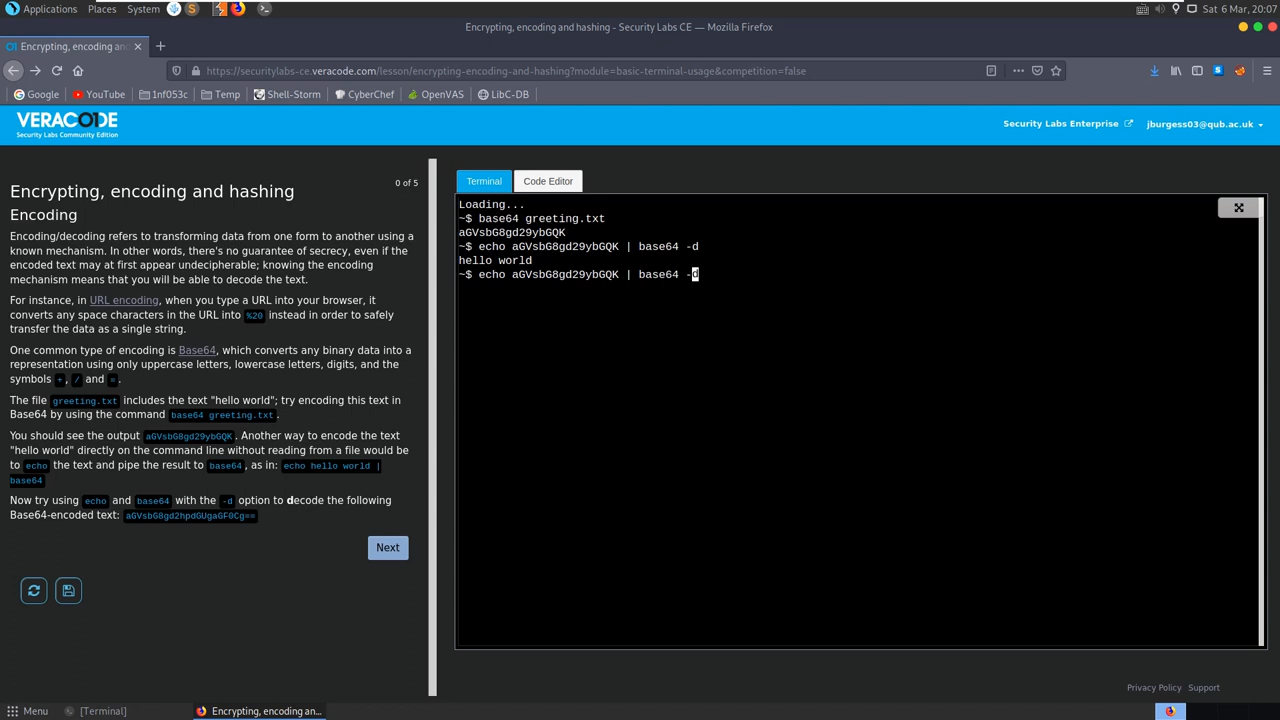 Applications Places System Sat 6 Mar, 20:07
Encrypting, encoding and hashing - Security Labs CE — Mozilla Firefox
Encrypting, encoding and
https://securitylabs-ce.veracode.com/lesson/encrypting-encoding-and-hashing?module=basic-terminal-usage&competition=false
Google YouTube 1nf053c Temp Shell-Storm CyberChef OpenVAS LibC-DB
VERACODE
Security Labs Community Edition
Security Labs Enterprise jburgess03@qub.ac.uk
Encrypting, encoding and hashing
0 of 5
Encoding
Encoding/decoding refers to transforming data from one form to another using a
known mechanism. In other words, there's no guarantee of secrecy, even if the
encoded text may at first appear undecipherable; knowing the encoding
mechanism means that you will be able to decode the text.
For instance, in URL encoding, when you type a URL into your browser, it
converts any space characters in the URL into %20 instead in order to safely
transfer the data as a single string.
One common type of encoding is Base64, which converts any binary data into a
representation using only uppercase letters, lowercase letters, digits, and the
symbols +, / and =.
The file greeting.txt includes the text "hello world"; try encoding this text in
Base64 by using the command base64 greeting.txt.
You should see the output aGVsbG8gd29ybGQK. Another way to encode the text
"hello world" directly on the command line without reading from a file would be
to echo the text and pipe the result to base64, as in: echo hello world |
base64
Now try using echo and base64 with the -d option to decode the following
Base64-encoded text: aGVsbG8gd2hpdGUgaGF0Cg==
Next
Terminal Code Editor
Loading...
~$ base64 greeting.txt
aGVsbG8gd29ybGQK
~$ echo aGVsbG8gd29ybGQK | base64 -d
hello world
~$ echo aGVsbG8gd29ybGQK | base64 -d
Privacy Policy Support
Menu [Terminal] Encrypting, encoding an...